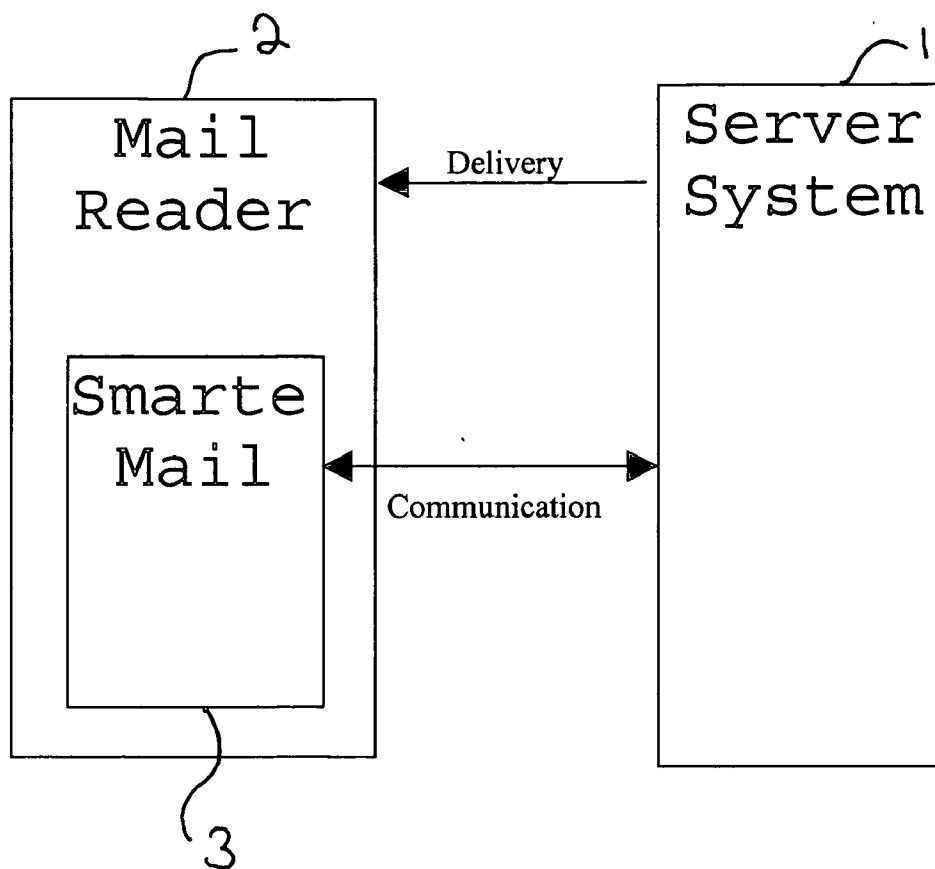 2
1
Mail
Reader
Delivery
Server
System
Smarte
Mail
Communication
3